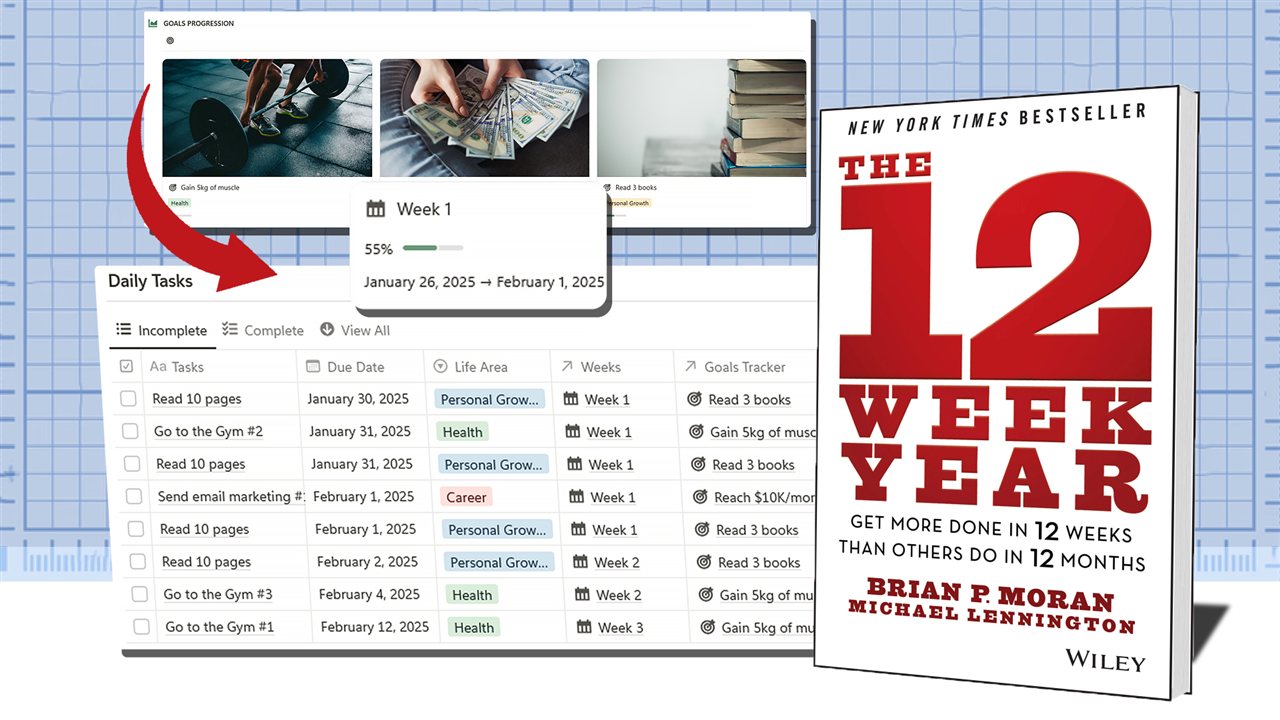 GOALS PROGRESSION
Gain 5kg of muscle
Health
Read 3 books
Personal Growth
Week 1
55%
January 26, 2025 → February 1, 2025
Daily Tasks
Incomplete Complete View All
Aa Tasks Due Date Life Area Weeks Goals Tracker
Read 10 pages January 30, 2025 Personal Grow... Week 1 Read 3 books
Go to the Gym #2 January 31, 2025 Health Week 1 Gain 5kg of musc
Read 10 pages January 31, 2025 Personal Grow... Week 1 Read 3 books
Send email marketing #1 February 1, 2025 Career Week 1 Reach $10K/mor
Read 10 pages February 1, 2025 Personal Grow... Week 1 Read 3 books
Read 10 pages February 2, 2025 Personal Grow... Week 2 Read 3 books
Go to the Gym #3 February 4, 2025 Health Week 2 Gain 5kg of mu
Go to the Gym #1 February 12, 2025 Health Week 3 Gain 5kg of mu
NEW YORK TIMES BESTSELLER
THE
12
WEEK
YEAR
GET MORE DONE IN 12 WEEKS
THAN OTHERS DO IN 12 MONTHS
BRIAN P. MORAN
MICHAEL LENNINGTON
WILEY